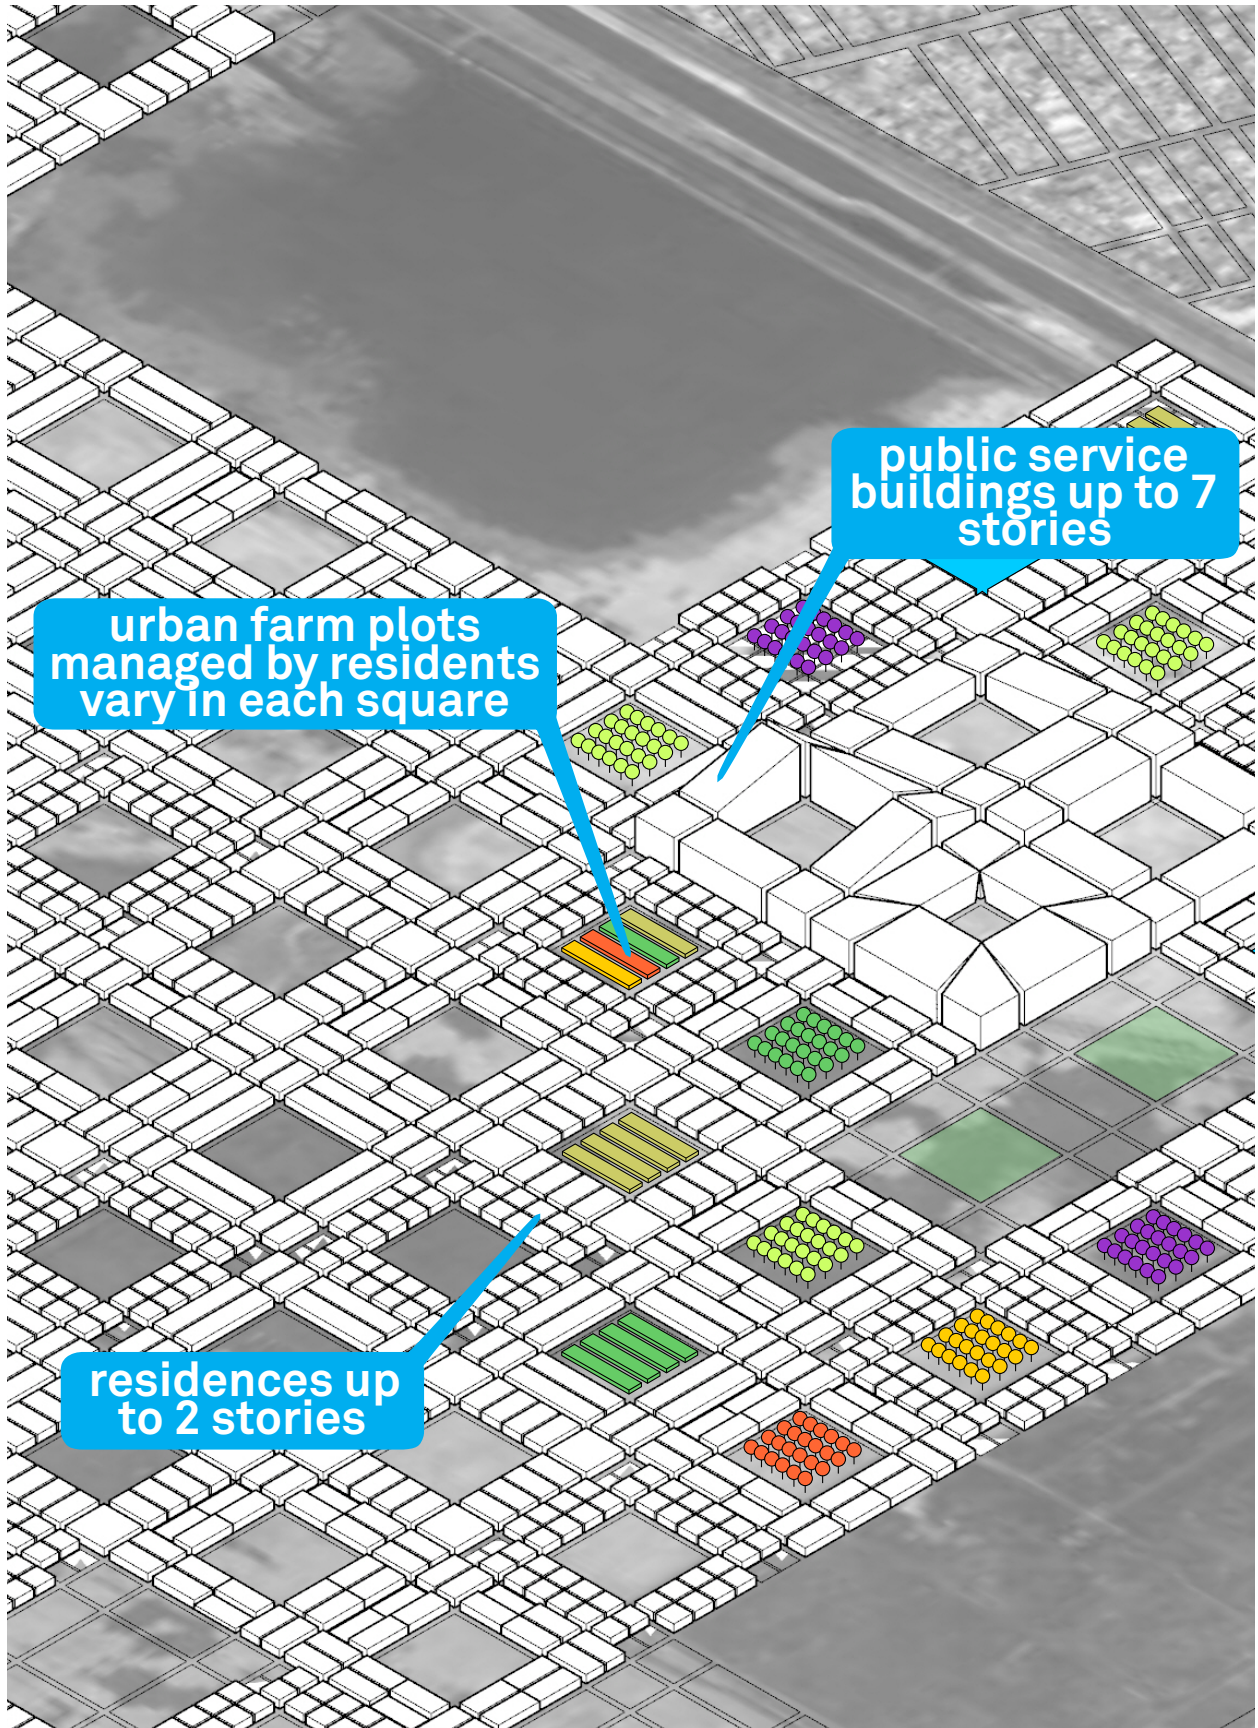 public service
buildings up to 7
stories
urban farm plots
managed by residents
vary in each square
residences up
to 2 stories